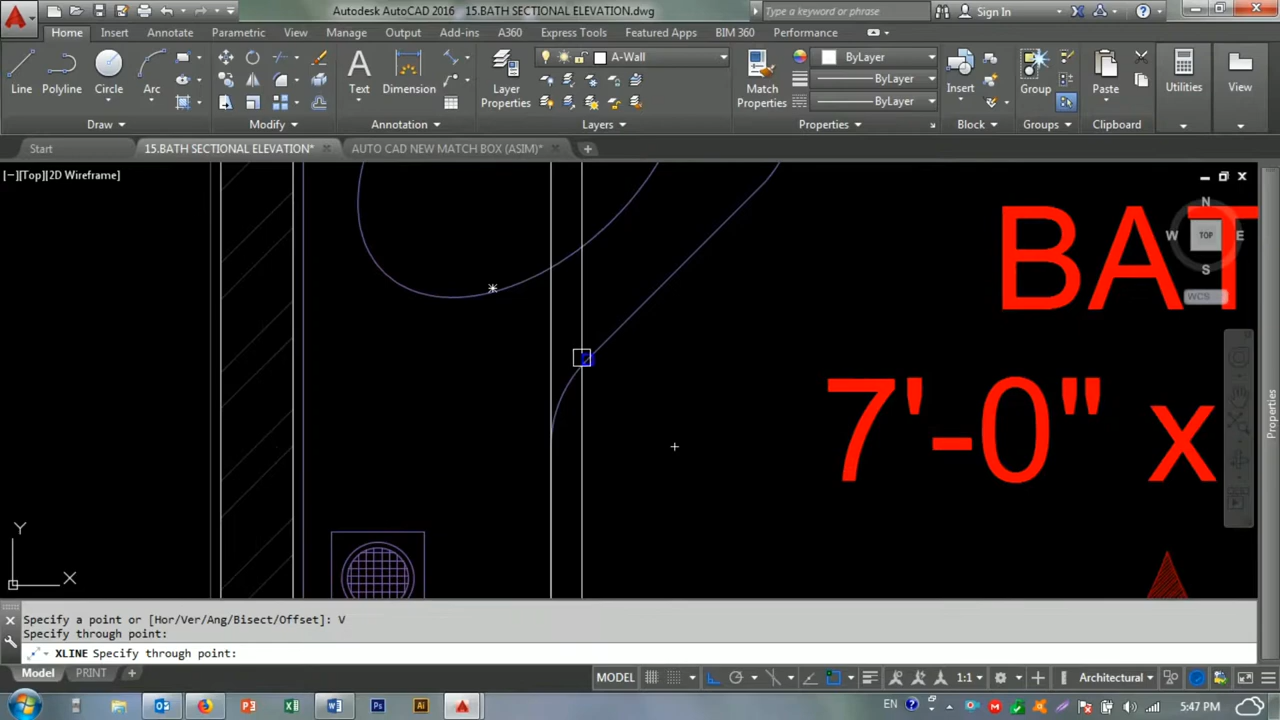 Autodesk AutoCAD 2016 15.BATH SECTIONAL ELEVATION.dwg
Type a keyword or phrase
Sign In
Home Insert Annotate Parametric View Manage Output Add-ins A360 Express Tools Featured Apps BIM 360 Performance
A-Wall
ByLayer
ByLayer
ByLayer
Line Polyline Circle Arc Text Dimension Layer Properties Match Properties Insert Group Paste Utilities View
Draw Modify Annotation Layers Properties Block Groups Clipboard
Start 15.BATH SECTIONAL ELEVATION* AUTO CAD NEW MATCH BOX (ASIM)*
[−][Top][2D Wireframe]
N
W TOP E
S
WCS
BAT
7'-0" x
Properties
Y
X
Specify a point or [Hor/Ver/Ang/Bisect/Offset]: V
Specify through point:
XLINE Specify through point:
Model PRINT
MODEL 1:1 Architectural
EN 5:47 PM